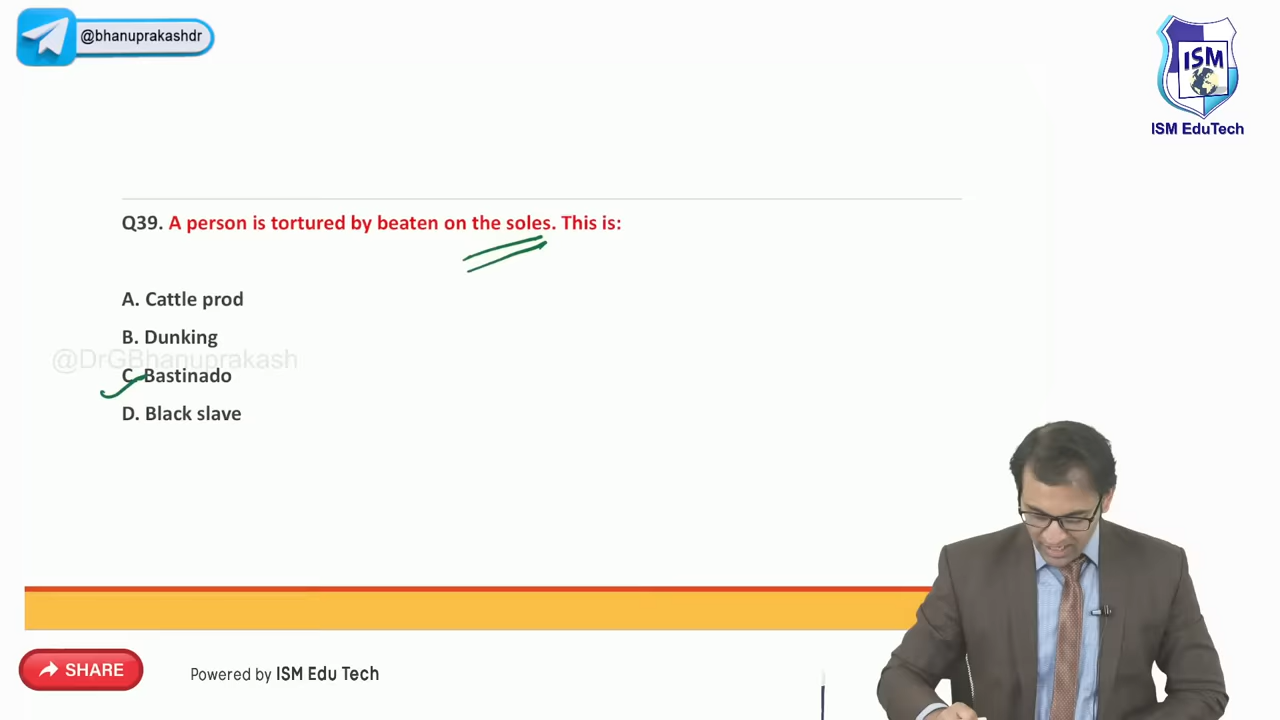 @bhanuprakashdr
ISM
ISM EduTech
Q39. A person is tortured by beaten on the soles. This is:
A. Cattle prod
B. Dunking
@DrGBhanuprakash
C. Bastinado
D. Black slave
SHARE
Powered by ISM Edu Tech